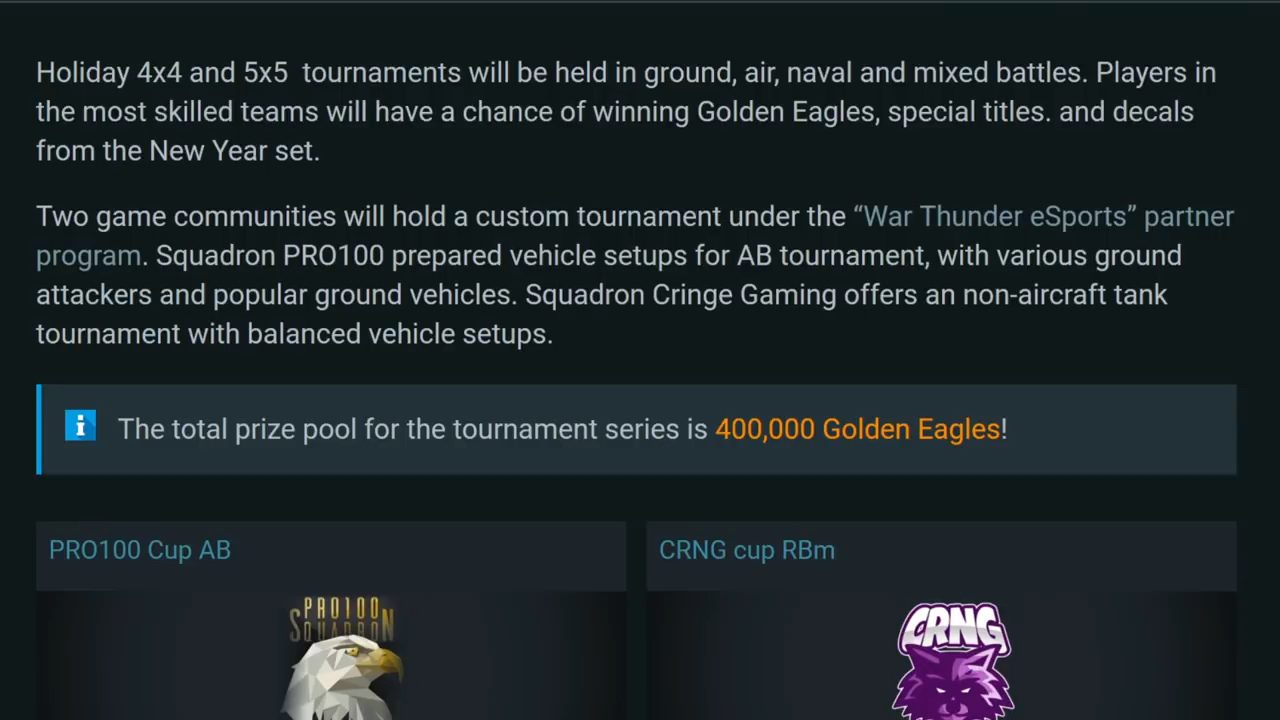 Holiday 4x4 and 5x5  tournaments will be held in ground, air, naval and mixed battles. Players in
the most skilled teams will have a chance of winning Golden Eagles, special titles. and decals
from the New Year set.
Two game communities will hold a custom tournament under the “War Thunder eSports” partner
program. Squadron PRO100 prepared vehicle setups for AB tournament, with various ground
attackers and popular ground vehicles. Squadron Cringe Gaming offers an non-aircraft tank
tournament with balanced vehicle setups.
The total prize pool for the tournament series is 400,000 Golden Eagles!
PRO100 Cup AB
CRNG cup RBm
PRO100
SQUADRON
CRNG